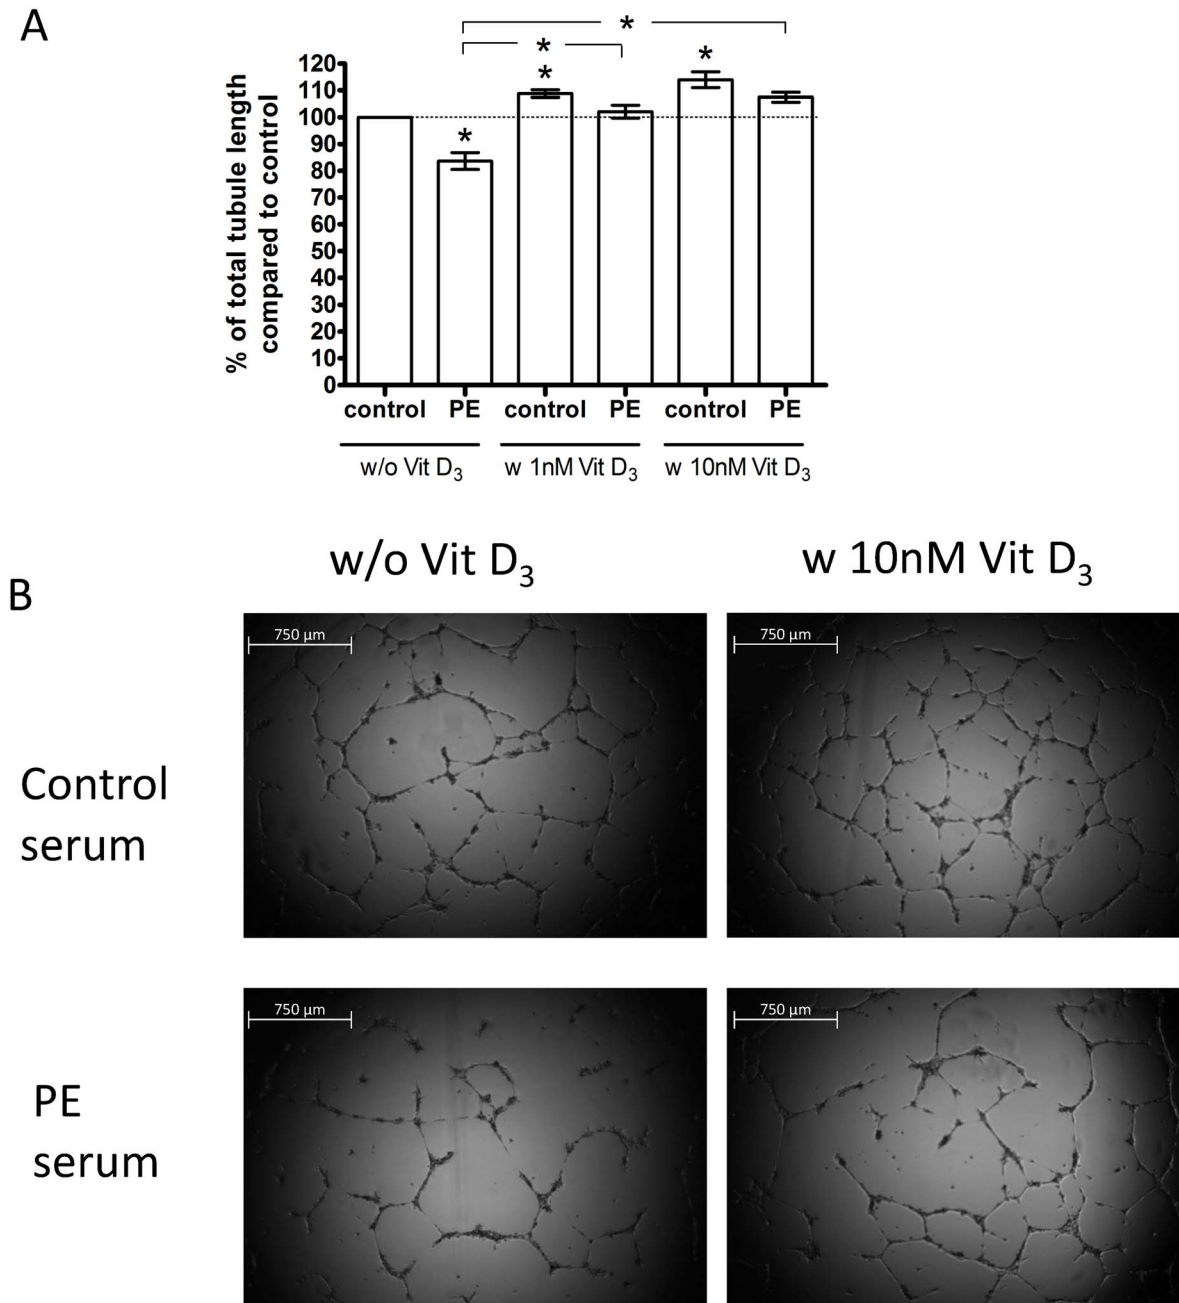 A
*
*
*
*
*
120
110
100
90
80
70
60
50
40
30
20
10
0
% of total tubule length
compared to control
control PE control PE control PE
w/o Vit D₃ w 1nM Vit D₃ w 10nM Vit D₃
B
w/o Vit D₃ w 10nM Vit D₃
Control
serum
750 µm 750 µm
PE
serum
750 µm 750 µm